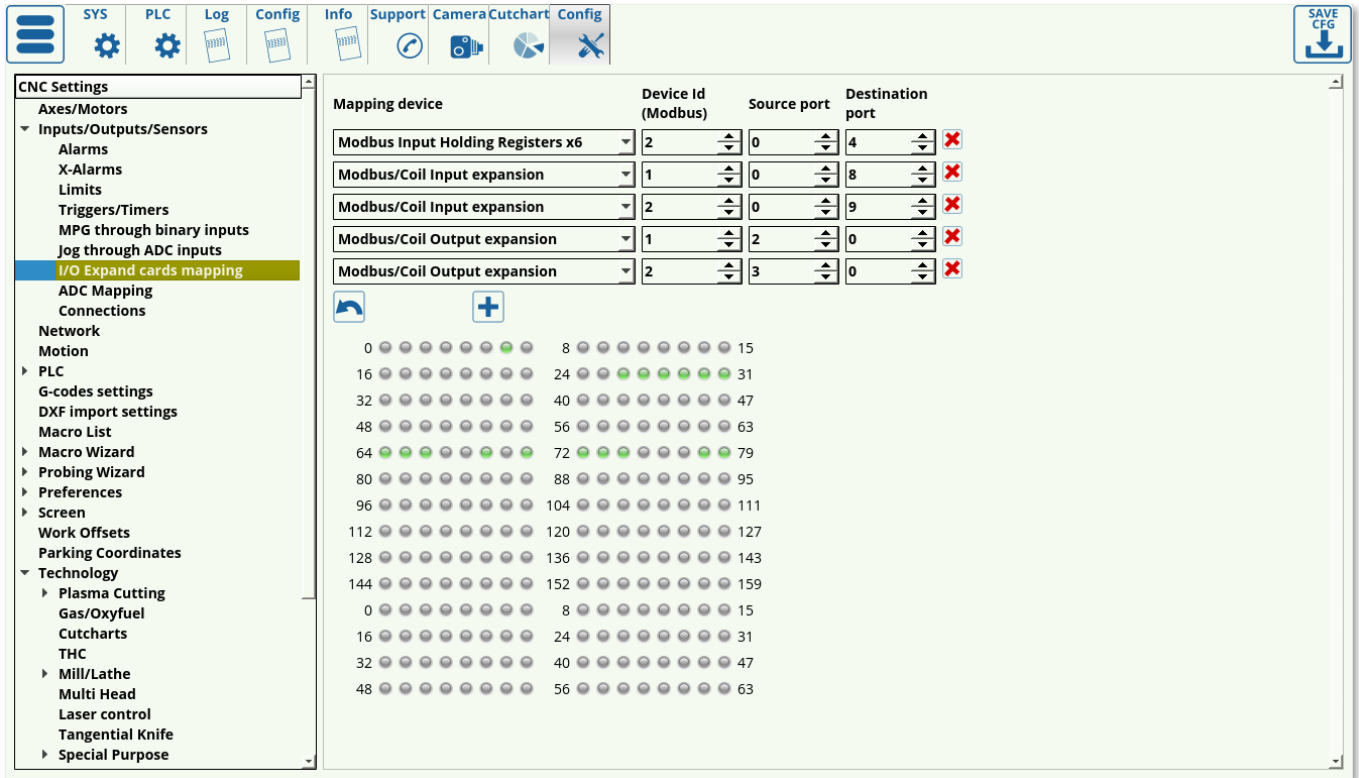 SYS PLC Log Config Info Support Camera Cutchart Config SAVE
CFG
CNC Settings
Axes/Motors
Inputs/Outputs/Sensors
Alarms
X-Alarms
Limits
Triggers/Timers
MPG through binary inputs
Jog through ADC inputs
I/O Expand cards mapping
ADC Mapping
Connections
Network
Motion
PLC
G-codes settings
DXF import settings
Macro List
Macro Wizard
Probing Wizard
Preferences
Screen
Work Offsets
Parking Coordinates
Technology
Plasma Cutting
Gas/Oxyfuel
Cutcharts
THC
Mill/Lathe
Multi Head
Laser control
Tangential Knife
Special Purpose
Mapping device Device Id
(Modbus) Source port Destination
port
Modbus Input Holding Registers x6 2 0 4
Modbus/Coil Input expansion 1 0 8
Modbus/Coil Input expansion 2 0 9
Modbus/Coil Output expansion 1 2 0
Modbus/Coil Output expansion 2 3 0
0 8 15
16 24 31
32 40 47
48 56 63
64 72 79
80 88 95
96 104 111
112 120 127
128 136 143
144 152 159
0 8 15
16 24 31
32 40 47
48 56 63